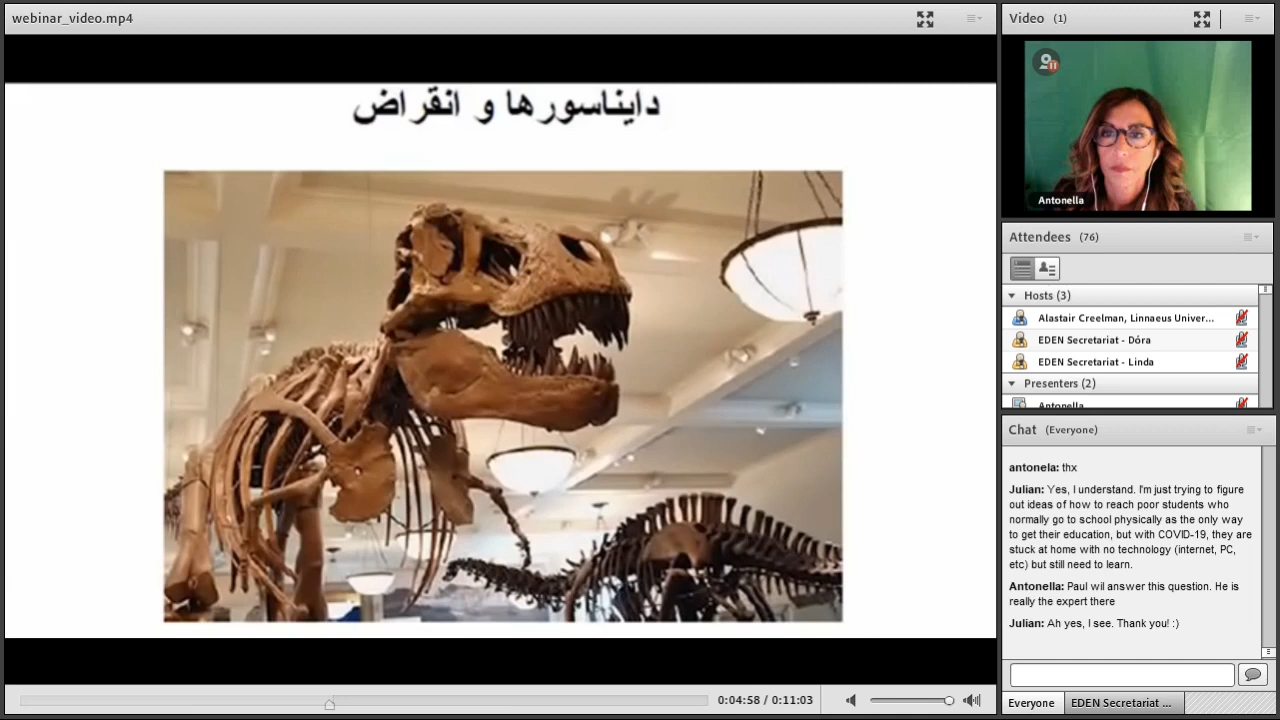 webinar_video.mp4
دایناسورها و انقراض
0:04:58 / 0:11:03
Video (1)
Antonella
Attendees (76)
Hosts (3)
Alastair Creelman, Linnaeus Univer...
EDEN Secretariat - Dóra
EDEN Secretariat - Linda
Presenters (2)
Antonella
Chat (Everyone)
antonela: thx
Julian: Yes, I understand. I'm just trying to figure
out ideas of how to reach poor students who
normally go to school physically as the only way
to get their education, but with COVID-19, they are
stuck at home with no technology (internet, PC,
etc) but still need to learn.
Antonella: Paul wil answer this question. He is
really the expert there
Julian: Ah yes, I see. Thank you! :)
Everyone
EDEN Secretariat ...